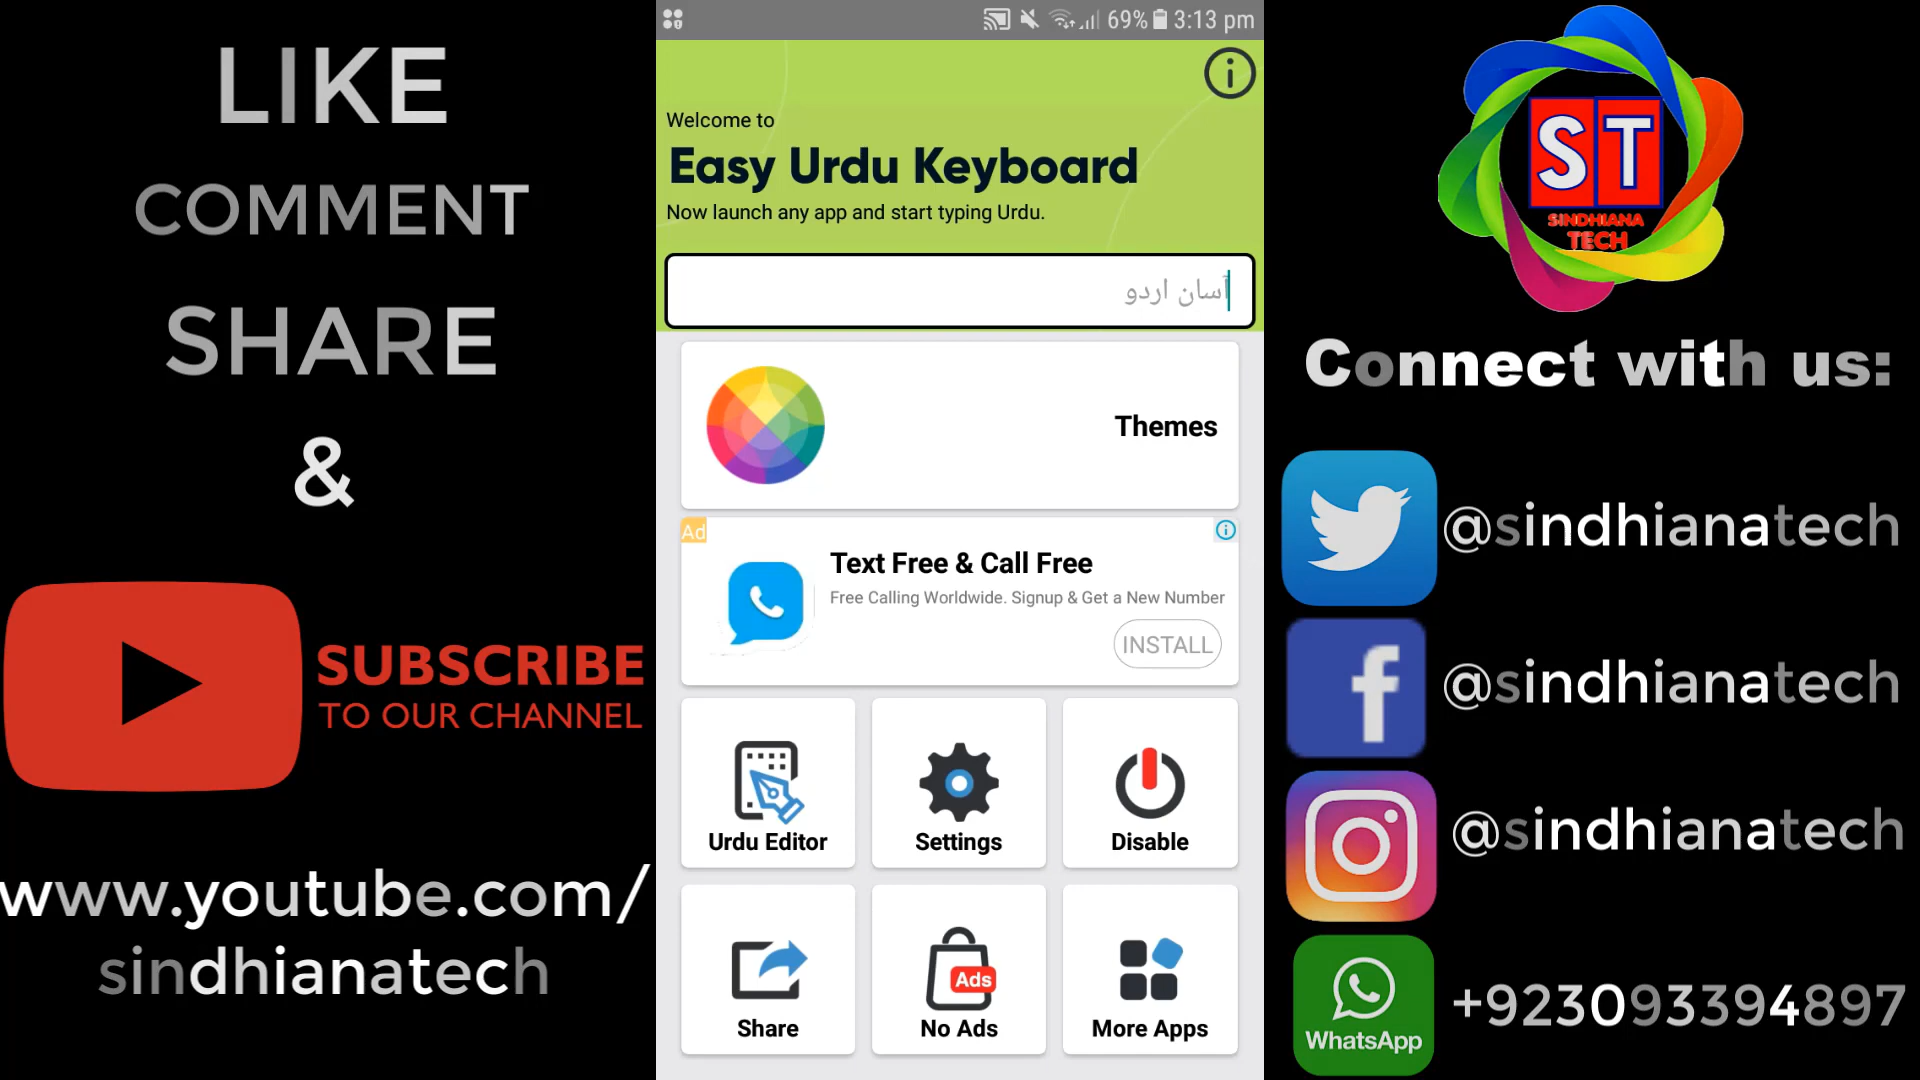 LIKE
COMMENT
SHARE
&
SUBSCRIBE
TO OUR CHANNEL
www.youtube.com/
sindhianatech
69% 3:13 pm
Welcome to
Easy Urdu Keyboard
Now launch any app and start typing Urdu.
آسان اردو
Themes
Ad
Text Free & Call Free
Free Calling Worldwide. Signup & Get a New Number
INSTALL
Urdu Editor
Settings
Disable
Ads
Share
No Ads
More Apps
ST
SINDHIANA
TECH
Connect with us:
@sindhianatech
@sindhianatech
@sindhianatech
WhatsApp
+923093394897